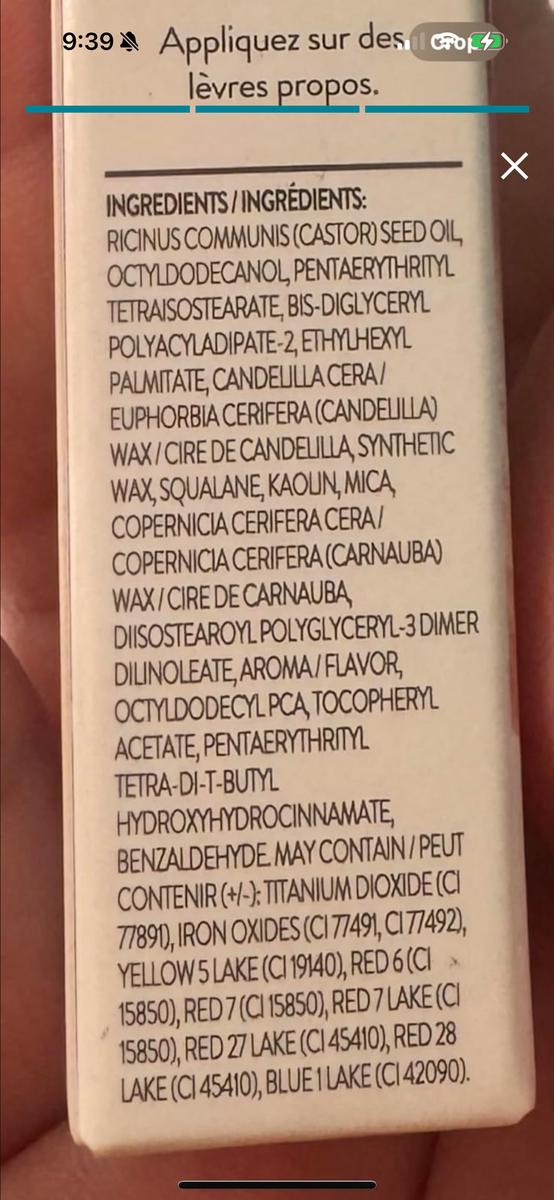 9:39
Appliquez sur des
Crop
lèvres propos.
INGREDIENTS / INGRÉDIENTS:
RICINUS COMMUNIS (CASTOR) SEED OIL,
OCTYLDODECANOL, PENTAERYTHRITYL
TETRAISOSTEARATE, BIS-DIGLYCERYL
POLYACYLADIPATE-2, ETHYLHEXYL
PALMITATE, CANDELILLA CERA /
EUPHORBIA CERIFERA (CANDELILLA)
WAX / CIRE DE CANDELILLA, SYNTHETIC
WAX, SQUALANE, KAOLIN, MICA,
COPERNICIA CERIFERA CERA /
COPERNICIA CERIFERA (CARNAUBA)
WAX / CIRE DE CARNAUBA,
DIISOSTEAROYL POLYGLYCERYL-3 DIMER
DILINOLEATE, AROMA / FLAVOR,
OCTYLDODECYL PCA, TOCOPHERYL
ACETATE, PENTAERYTHRITYL
TETRA-DI-T-BUTYL
HYDROXYHYDROCINNAMATE,
BENZALDEHYDE. MAY CONTAIN / PEUT
CONTENIR (+/-): TITANIUM DIOXIDE (CI
77891), IRON OXIDES (CI 77491, CI 77492),
YELLOW 5 LAKE (CI 19140), RED 6 (CI
15850), RED 7 (CI 15850), RED 7 LAKE (CI
15850), RED 27 LAKE (CI 45410), RED 28
LAKE (CI 45410), BLUE 1 LAKE (CI 42090).